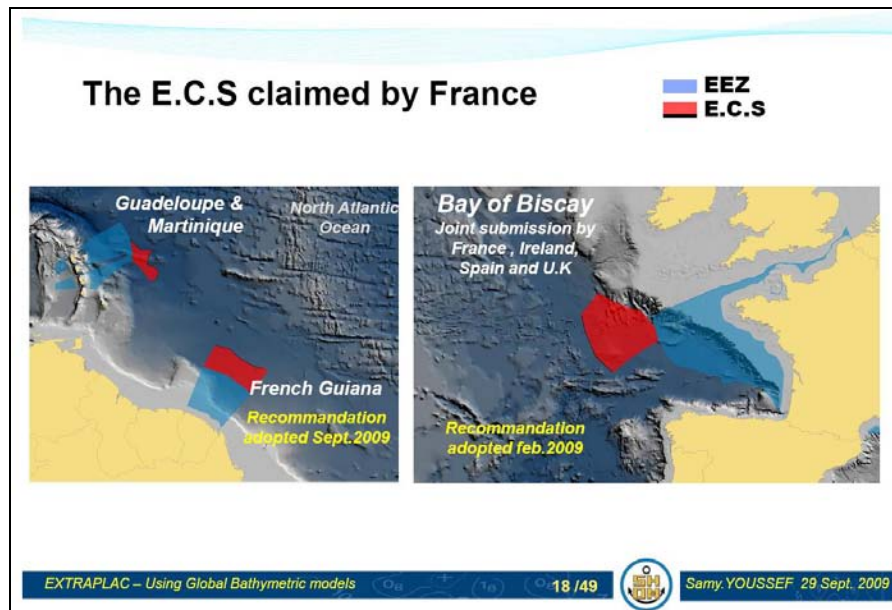 The E.C.S claimed by France
EEZ
E.C.S
Guadeloupe &
Martinique
North Atlantic
Ocean
French Guiana
Recommandation
adopted Sept.2009
Bay of Biscay
Joint submission by
France , Ireland,
Spain and U.K
Recommandation
adopted feb.2009
EXTRAPLAC – Using Global Bathymetric models
18 /49
SH
OM
Samy.YOUSSEF 29 Sept. 2009